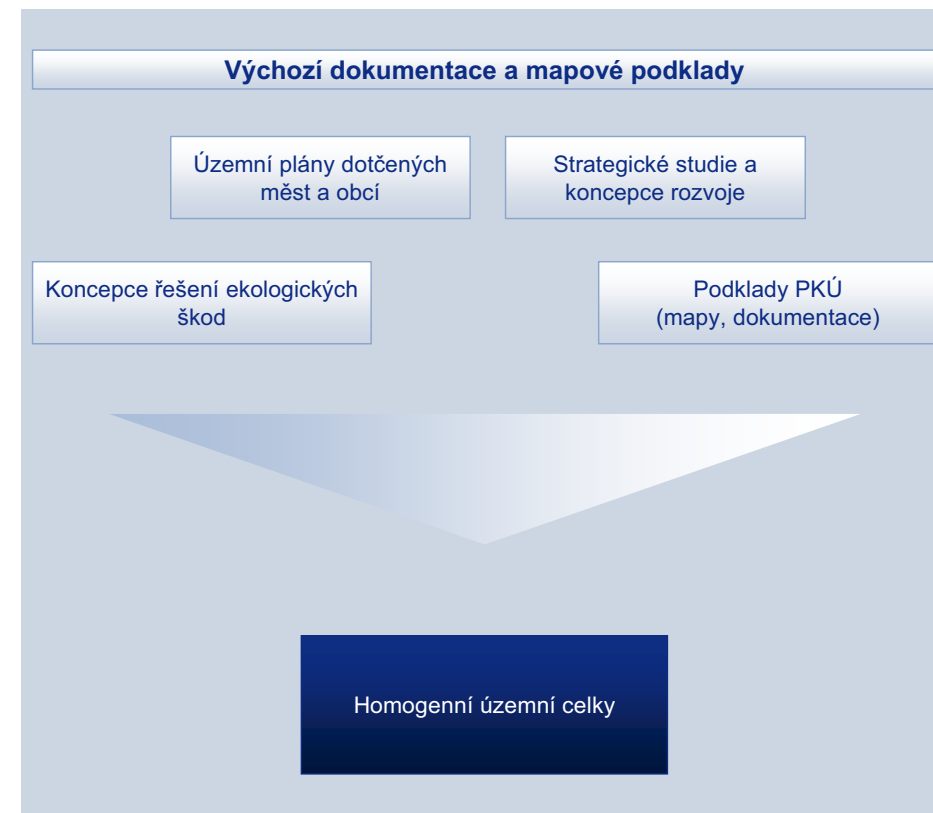 Výchozí dokumentace a mapové podklady
Územní plány dotčených
měst a obcí
Strategické studie a
koncepce rozvoje
Koncepce řešení ekologických
škod
Podklady PKÚ
(mapy, dokumentace)
Homogenní územní celky